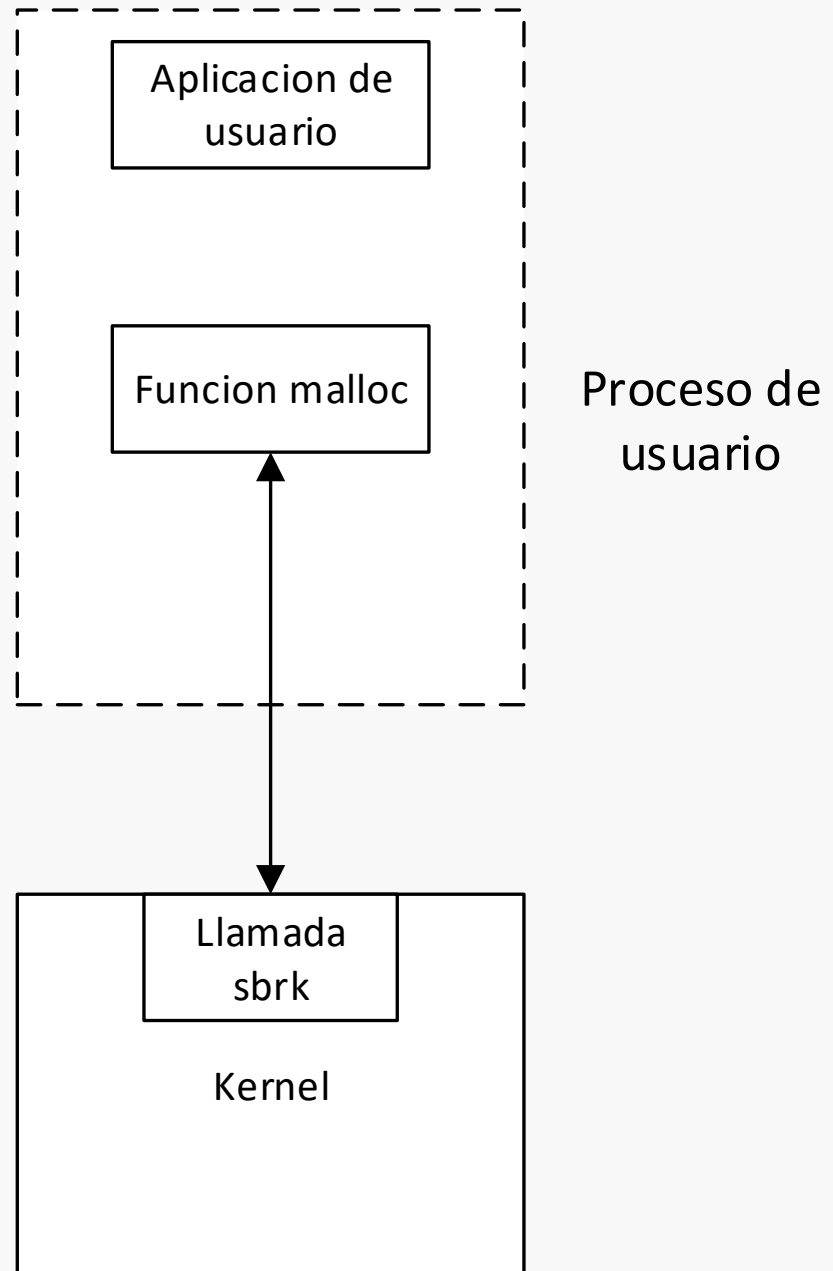 Aplicacion de
usuario
Funcion malloc
Proceso de
usuario
Llamada
sbrk
Kernel